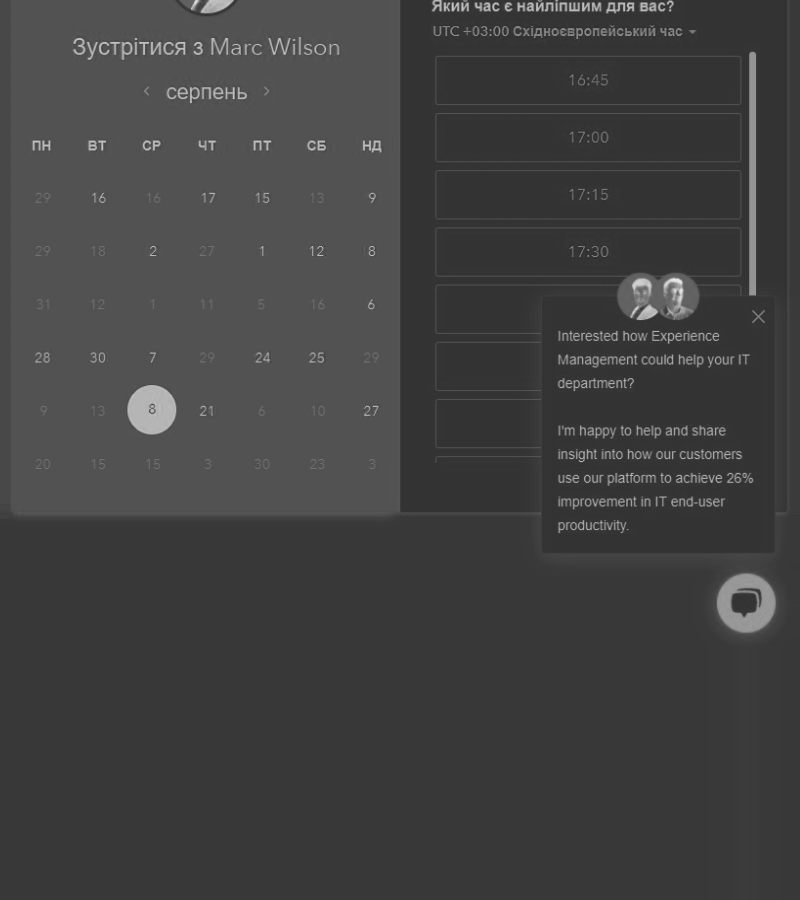 Зустрітися з Marc Wilson
серпень
ПН ВТ СР ЧТ ПТ СБ НД
29 16 16 17 15 13 9
29 18 2 27 1 12 8
31 12 1 11 5 16 6
28 30 7 29 24 25 29
9 13 8 21 6 10 27
20 15 15 3 30 23 3
Який час є найліпшим для вас?
UTC +03:00 Східноєвропейський час
16:45
17:00
17:15
17:30
Interested how Experience
Management could help your IT
department?
I'm happy to help and share
insight into how our customers
use our platform to achieve 26%
improvement in IT end-user
productivity.